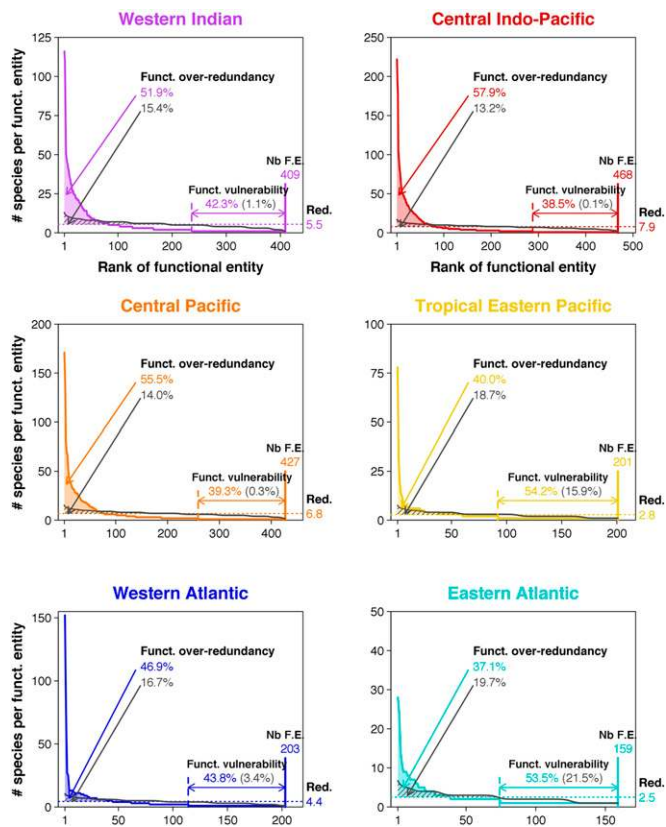 Western Indian
# species per funct. entity
125
100
75
50
25
0
Funct. over-redundancy
51.9%
15.4%
Nb F.E.
409
Funct. vulnerability
42.3% (1.1%)
Red.
5.5
1 100 200 300 400
Rank of functional entity
Central Indo-Pacific
250
200
150
100
50
0
Funct. over-redundancy
57.9%
13.2%
Nb F.E.
468
Funct. vulnerability
38.5% (0.1%)
Red.
7.9
1 100 200 300 400 500
Rank of functional entity
Central Pacific
# species per funct. entity
200
150
100
50
0
Funct. over-redundancy
55.5%
14.0%
Nb F.E.
427
Funct. vulnerability
39.3% (0.3%)
Red.
6.8
1 100 200 300 400
Tropical Eastern Pacific
100
75
50
25
0
Funct. over-redundancy
40.0%
18.7%
Nb F.E.
201
Funct. vulnerability
54.2% (15.9%)
Red.
2.8
1 50 100 150 200
Western Atlantic
# species per funct. entity
150
100
50
0
Funct. over-redundancy
46.9%
16.7%
Nb F.E.
203
Funct. vulnerability
43.8% (3.4%)
Red.
4.4
1 50 100 150 200
Eastern Atlantic
50
40
30
20
10
0
Funct. over-redundancy
37.1%
19.7%
Nb F.E.
159
Funct. vulnerability
53.5% (21.5%)
Red.
2.5
1 50 100 150